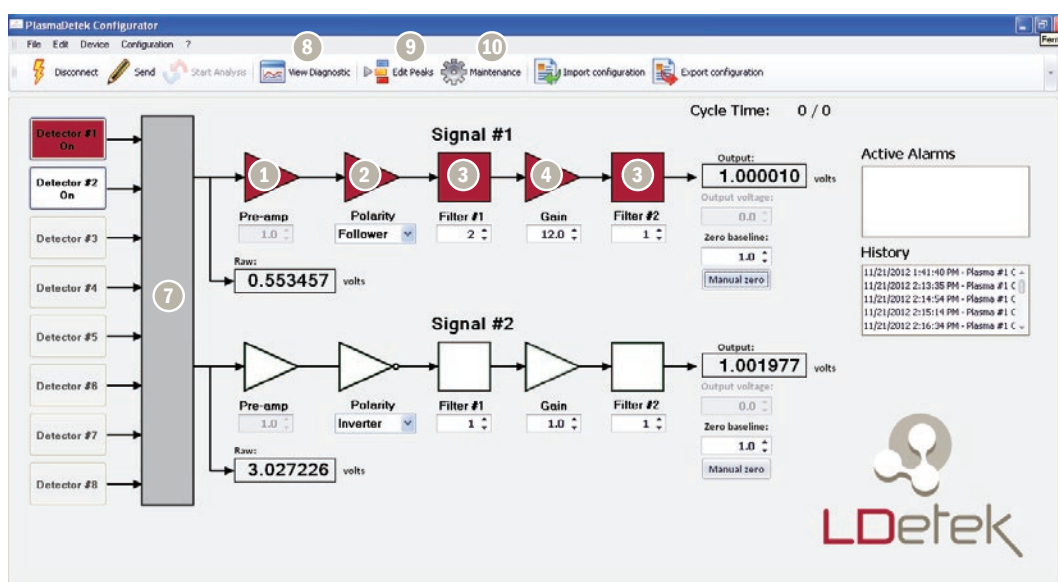 PlasmaDetek Configurator
File Edit Device Configuration ?
8 9 10
Disconnect Send Start Analysis View Diagnostic Edit Peaks Maintenance Import configuration Export configuration
Cycle Time: 0 / 0
Detector #1
On
Detector #2
On
Detector #3
Detector #4
Detector #5
Detector #6
Detector #7
Detector #8
7
Signal #1
1 2 3 4 3
Pre-amp
1.0
Polarity
Follower
Filter #1
2
Gain
12.0
Filter #2
1
Output:
1.000010 volts
Output voltage:
0.0
Zero baseline:
1.0
Manual zero
Raw:
0.553457 volts
Signal #2
Pre-amp
1.0
Polarity
Inverter
Filter #1
1
Gain
1.0
Filter #2
1
Output:
1.001977 volts
Output voltage:
0.0
Zero baseline:
1.0
Manual zero
Raw:
3.027226 volts
Active Alarms
History
11/21/2012 1:41:40 PM - Plasma #1 C
11/21/2012 2:13:35 PM - Plasma #1 C
11/21/2012 2:14:54 PM - Plasma #1 C
11/21/2012 2:15:14 PM - Plasma #1 C
11/21/2012 2:16:34 PM - Plasma #1 C
LDetek